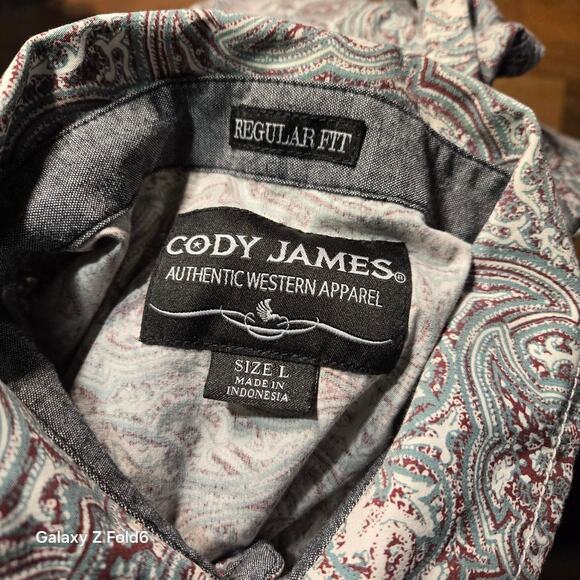 REGULAR FIT
CODY JAMES®
AUTHENTIC WESTERN APPAREL
SIZE L
MADE IN
INDONESIA
Galaxy Z Fold6